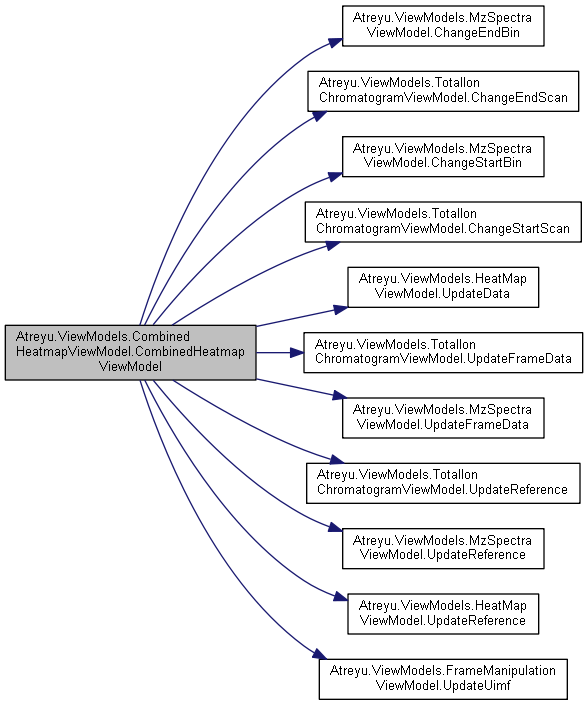 Atreyu.ViewModels.MzSpectra
ViewModel.ChangeEndBin
Atreyu.ViewModels.TotalIon
ChromatogramViewModel.ChangeEndScan
Atreyu.ViewModels.MzSpectra
ViewModel.ChangeStartBin
Atreyu.ViewModels.TotalIon
ChromatogramViewModel.ChangeStartScan
Atreyu.ViewModels.HeatMap
ViewModel.UpdateData
Atreyu.ViewModels.Combined
HeatmapViewModel.CombinedHeatmap
ViewModel
Atreyu.ViewModels.TotalIon
ChromatogramViewModel.UpdateFrameData
Atreyu.ViewModels.MzSpectra
ViewModel.UpdateFrameData
Atreyu.ViewModels.TotalIon
ChromatogramViewModel.UpdateReference
Atreyu.ViewModels.MzSpectra
ViewModel.UpdateReference
Atreyu.ViewModels.HeatMap
ViewModel.UpdateReference
Atreyu.ViewModels.FrameManipulation
ViewModel.UpdateUimf